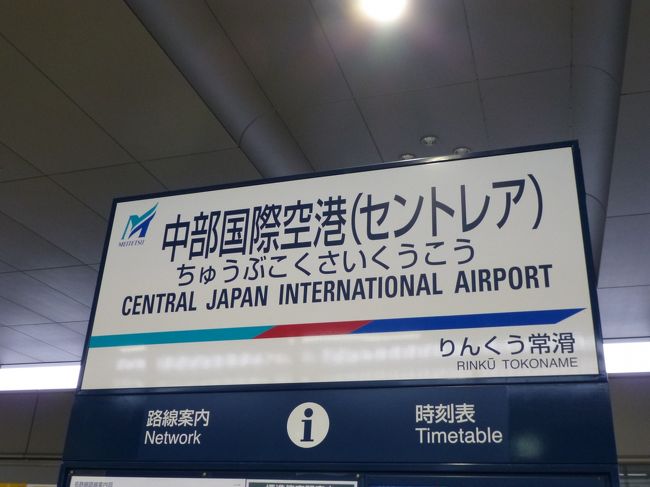 MEITETSU
中部国際空港(セントレア)
ちゅうぶこくさいくうこう
CENTRAL JAPAN INTERNATIONAL AIRPORT
りんくう常滑
RINKŪ TOKONAME
路線案内
Network
i
時刻表
Timetable